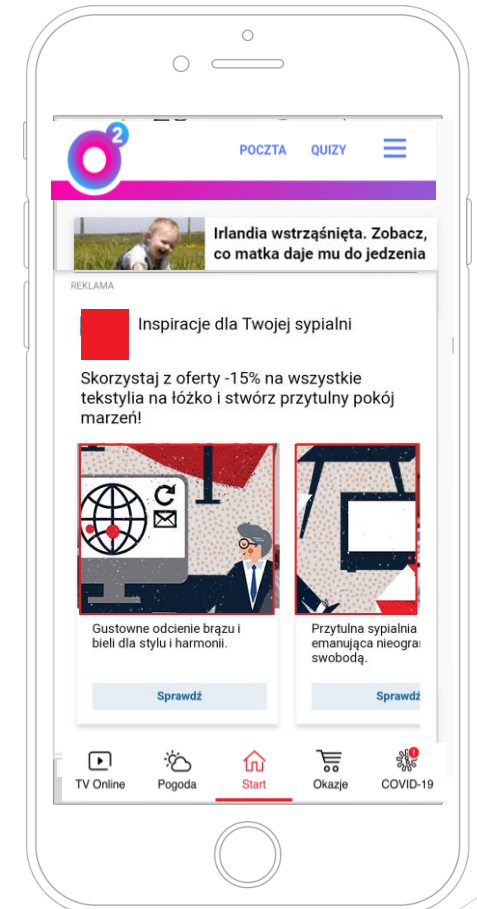 2
POCZTA QUIZY
Irlandia wstrząśnięta. Zobacz,
co matka daje mu do jedzenia
REKLAMA
Inspiracje dla Twojej sypialni
Skorzystaj z oferty -15% na wszystkie
tekstylia na łóżko i stwórz przytulny pokój
marzeń!
Gustowne odcienie brązu i
bieli dla stylu i harmonii.
Sprawdź
Przytulna sypialnia
emanująca nieogra
swobodą.
Sprawdź
TV Online Pogoda Start Okazje COVID-19